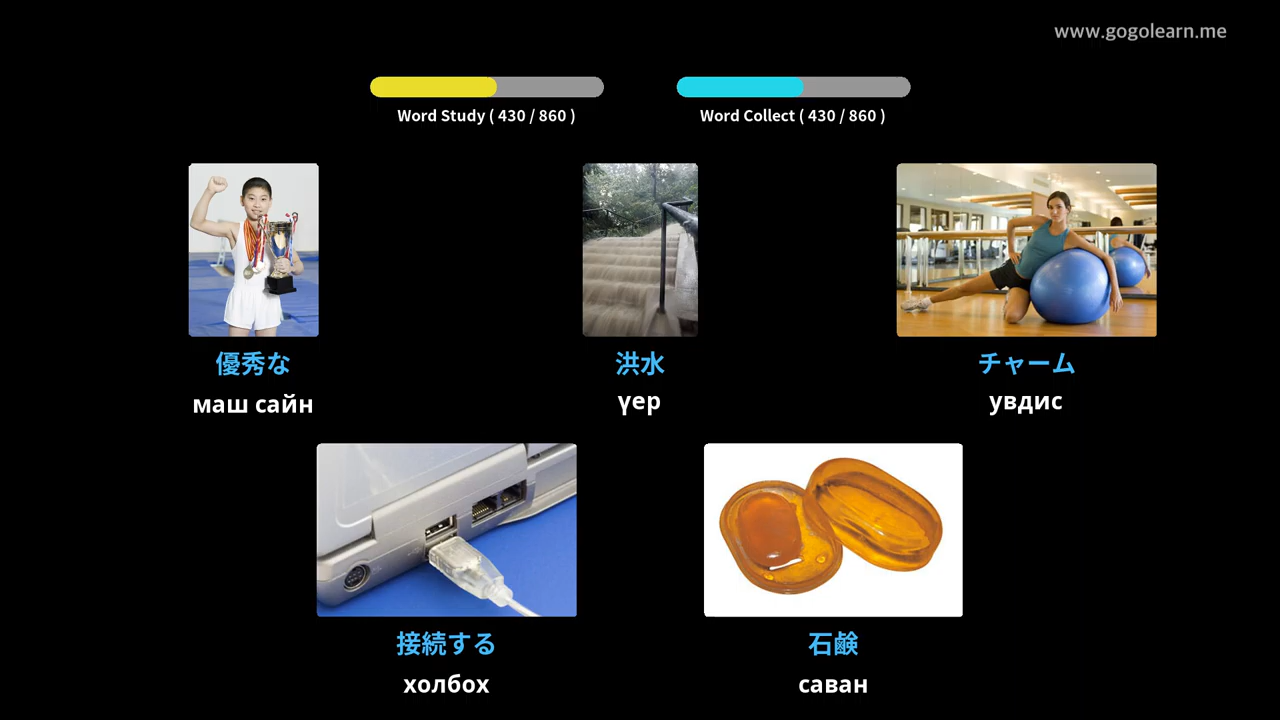 www.gogolearn.me
Word Study ( 430 / 860 )
Word Collect ( 430 / 860 )
優秀な
маш сайн
洪水
үер
チャーム
увдис
接続する
холбох
石鹸
саван